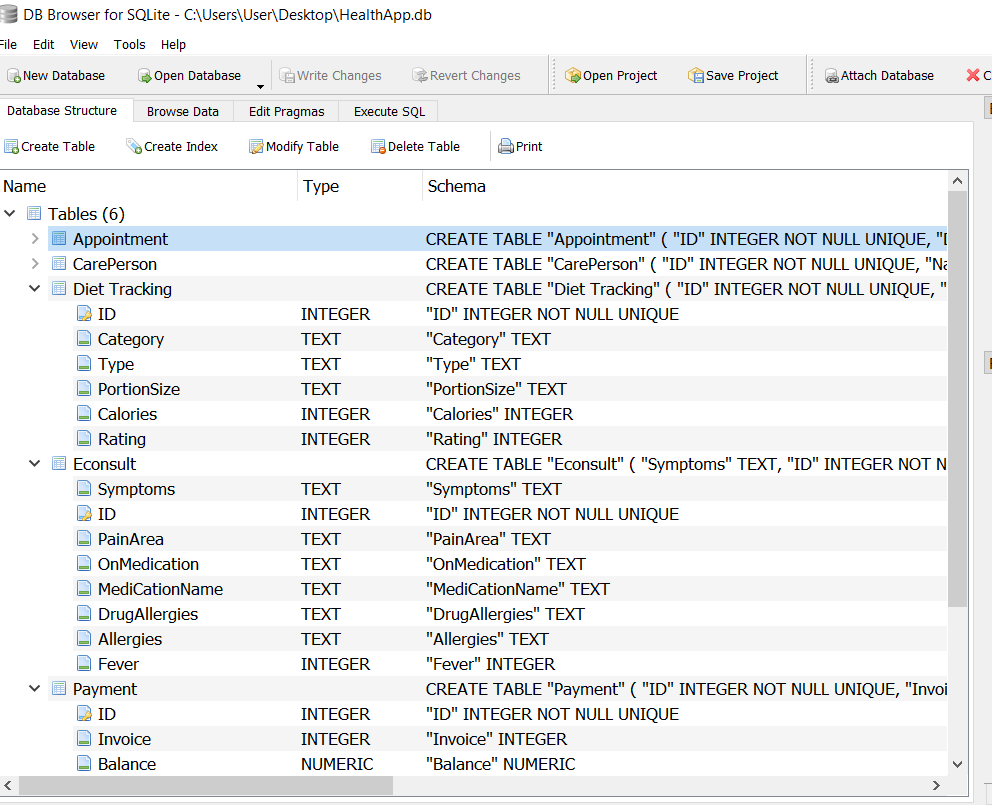 DB Browser for SQLite - C:\Users\User\Desktop\HealthApp.db
File Edit View Tools Help
New Database Open Database Write Changes Revert Changes Open Project Save Project Attach Database C
Database Structure Browse Data Edit Pragmas Execute SQL
Create Table Create Index Modify Table Delete Table Print
Name Type Schema
Tables (6)
Appointment CREATE TABLE "Appointment" ( "ID" INTEGER NOT NULL UNIQUE, "D
CarePerson CREATE TABLE "CarePerson" ( "ID" INTEGER NOT NULL UNIQUE, "Na
Diet Tracking CREATE TABLE "Diet Tracking" ( "ID" INTEGER NOT NULL UNIQUE, "
ID INTEGER "ID" INTEGER NOT NULL UNIQUE
Category TEXT "Category" TEXT
Type TEXT "Type" TEXT
PortionSize TEXT "PortionSize" TEXT
Calories INTEGER "Calories" INTEGER
Rating INTEGER "Rating" INTEGER
Econsult CREATE TABLE "Econsult" ( "Symptoms" TEXT, "ID" INTEGER NOT N
Symptoms TEXT "Symptoms" TEXT
ID INTEGER "ID" INTEGER NOT NULL UNIQUE
PainArea TEXT "PainArea" TEXT
OnMedication TEXT "OnMedication" TEXT
MediCationName TEXT "MediCationName" TEXT
DrugAllergies TEXT "DrugAllergies" TEXT
Allergies TEXT "Allergies" TEXT
Fever INTEGER "Fever" INTEGER
Payment CREATE TABLE "Payment" ( "ID" INTEGER NOT NULL UNIQUE, "Invoi
ID INTEGER "ID" INTEGER NOT NULL UNIQUE
Invoice INTEGER "Invoice" INTEGER
Balance NUMERIC "Balance" NUMERIC